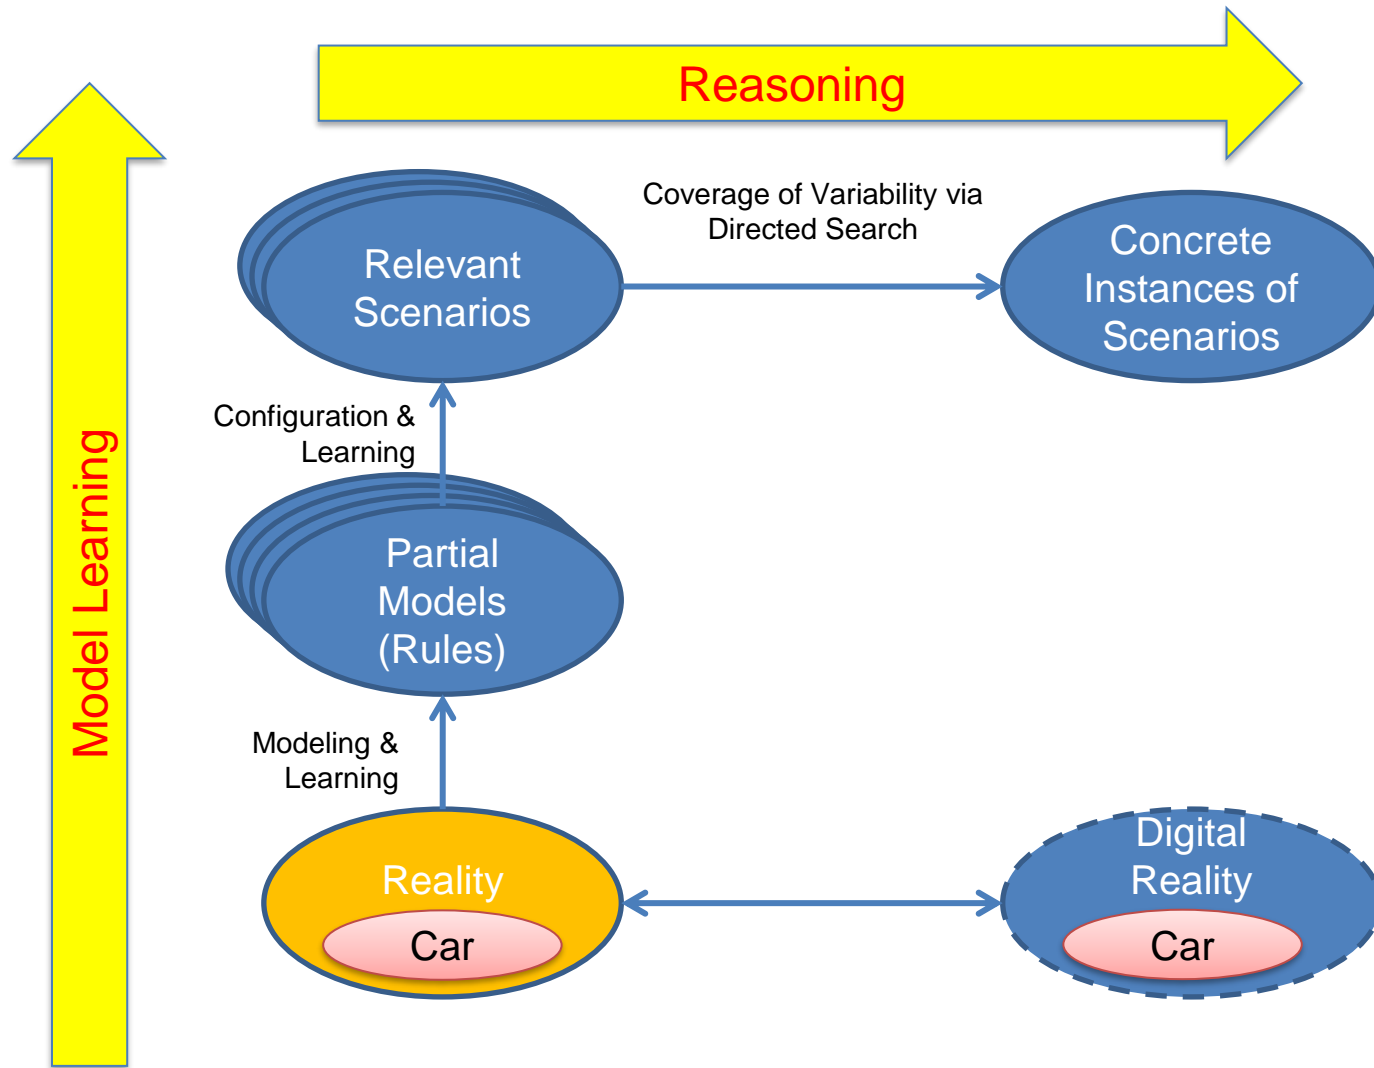 Reasoning
Coverage of Variability via
Directed Search
Relevant
Scenarios
Concrete
Instances of
Scenarios
Configuration &
Learning
Model Learning
Partial
Models
(Rules)
Modeling &
Learning
Reality
Car
Digital
Reality
Car